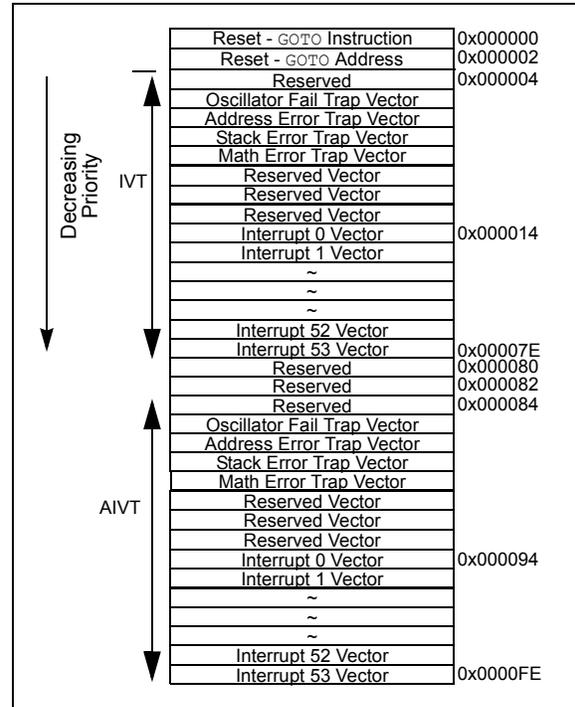 Reset - GOTO Instruction 0x000000
Reset - GOTO Address 0x000002
Reserved 0x000004
Oscillator Fail Trap Vector
Address Error Trap Vector
Stack Error Trap Vector
Math Error Trap Vector
Reserved Vector
Reserved Vector
Reserved Vector
Interrupt 0 Vector 0x000014
Interrupt 1 Vector
~
~
~
Interrupt 52 Vector
Interrupt 53 Vector 0x00007E
Reserved 0x000080
Reserved 0x000082
Reserved 0x000084
Oscillator Fail Trap Vector
Address Error Trap Vector
Stack Error Trap Vector
Math Error Trap Vector
Reserved Vector
Reserved Vector
Reserved Vector
Interrupt 0 Vector 0x000094
Interrupt 1 Vector
~
~
~
Interrupt 52 Vector
Interrupt 53 Vector 0x0000FE
Decreasing
Priority
IVT
AIVT